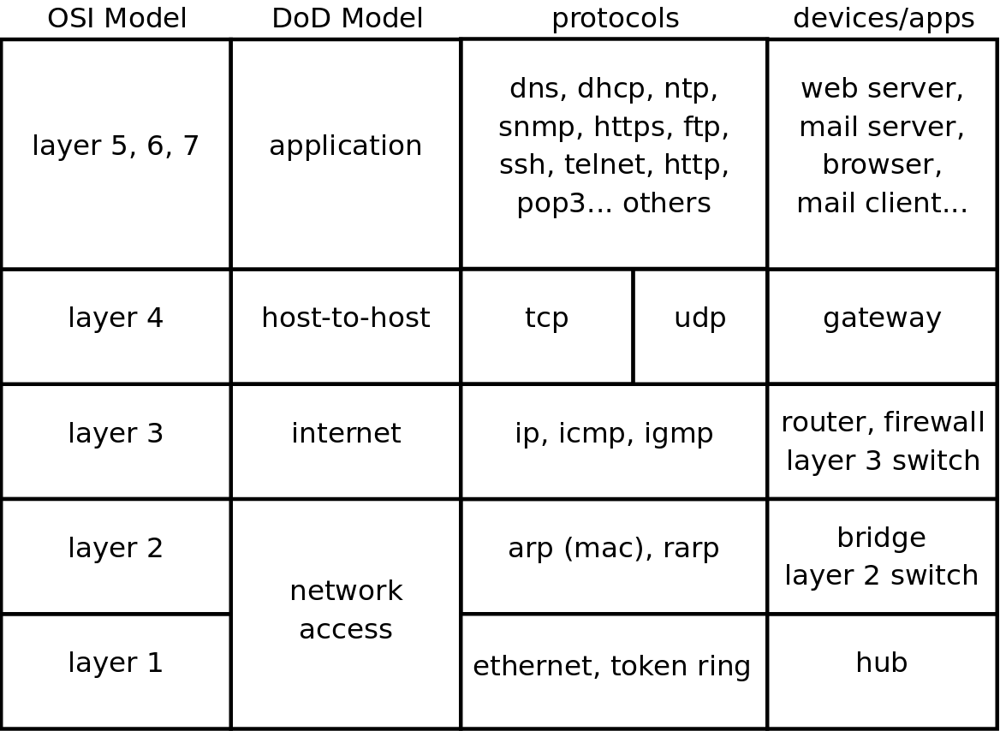 OSI Model
DoD Model
protocols
devices/apps
layer 5, 6, 7
application
dns, dhcp, ntp,
snmp, https, ftp,
ssh, telnet, http,
pop3... others
web server,
mail server,
browser,
mail client...
layer 4
host-to-host
tcp
udp
gateway
layer 3
internet
ip, icmp, igmp
router, firewall
layer 3 switch
layer 2
network
access
arp (mac), rarp
bridge
layer 2 switch
layer 1
ethernet, token ring
hub